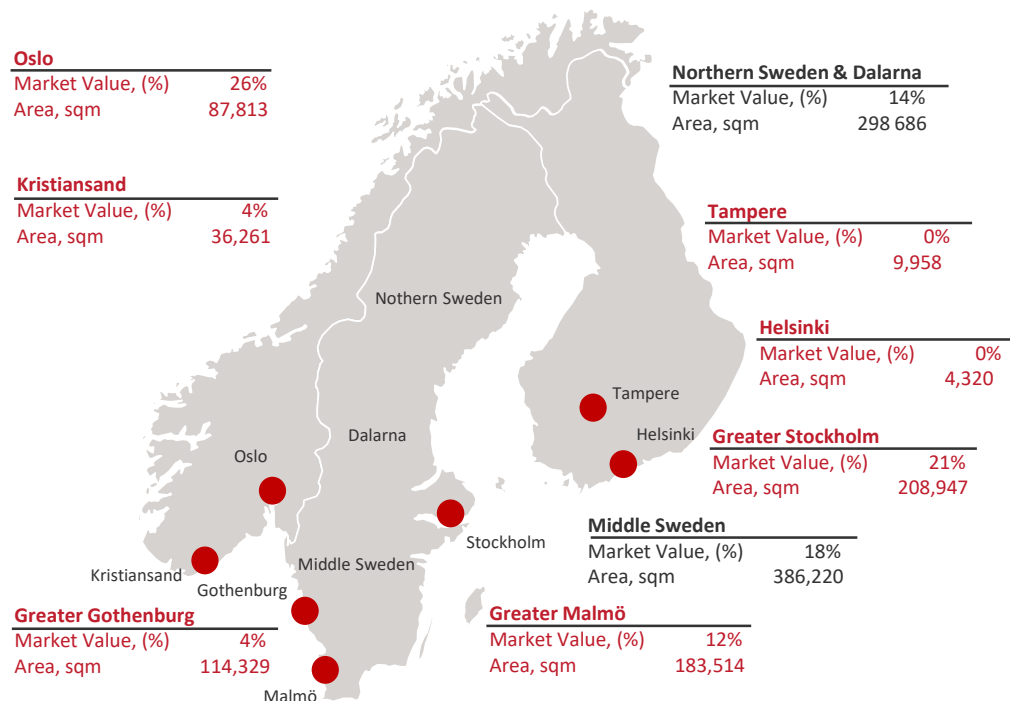 Oslo
Market Value, (%) 26%
Area, sqm 87,813
Northern Sweden & Dalarna
Market Value, (%) 14%
Area, sqm 298 686
Kristiansand
Market Value, (%) 4%
Area, sqm 36,261
Tampere
Market Value, (%) 0%
Area, sqm 9,958
Nothern Sweden
Helsinki
Market Value, (%) 0%
Area, sqm 4,320
Tampere
Dalarna
Helsinki
Oslo
Greater Stockholm
Market Value, (%) 21%
Area, sqm 208,947
Stockholm
Middle Sweden
Market Value, (%) 18%
Area, sqm 386,220
Middle Sweden
Kristiansand
Gothenburg
Greater Gothenburg
Market Value, (%) 4%
Area, sqm 114,329
Greater Malmö
Market Value, (%) 12%
Area, sqm 183,514
Malmö